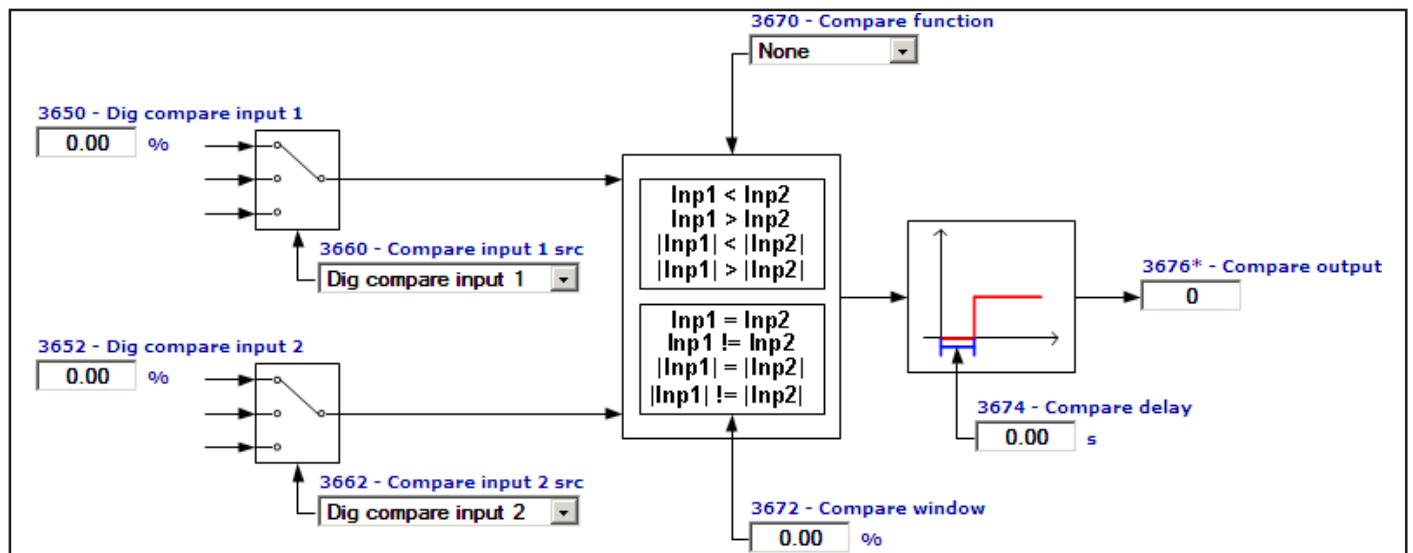 3670 - Compare function
None
3650 - Dig compare input 1
0.00 %
3660 - Compare input 1 src
Dig compare input 1
Inp1 < Inp2
Inp1 > Inp2
|Inp1| < |Inp2|
|Inp1| > |Inp2|
Inp1 = Inp2
Inp1 != Inp2
|Inp1| = |Inp2|
|Inp1| != |Inp2|
3676* - Compare output
0
3652 - Dig compare input 2
0.00 %
3674 - Compare delay
0.00 s
3662 - Compare input 2 src
Dig compare input 2
3672 - Compare window
0.00 %